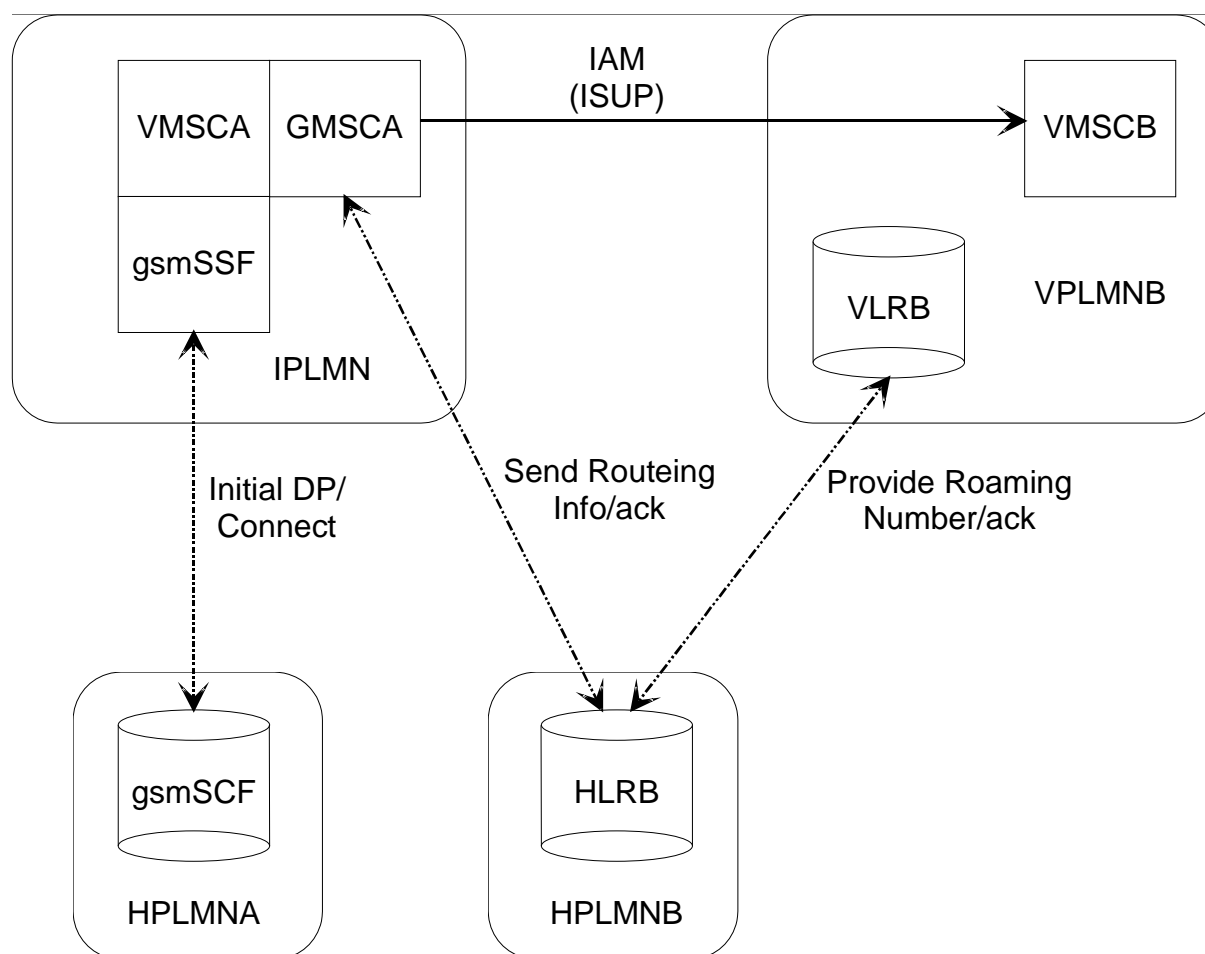 IAM
(ISUP)
VMSCA
GMSCA
VMSCB
gsmSSF
VLRB
VPLMNB
IPLMN
Initial DP/
Connect
Send Routeing
Info/ack
Provide Roaming
Number/ack
gsmSCF
HLRB
HPLMNA
HPLMNB